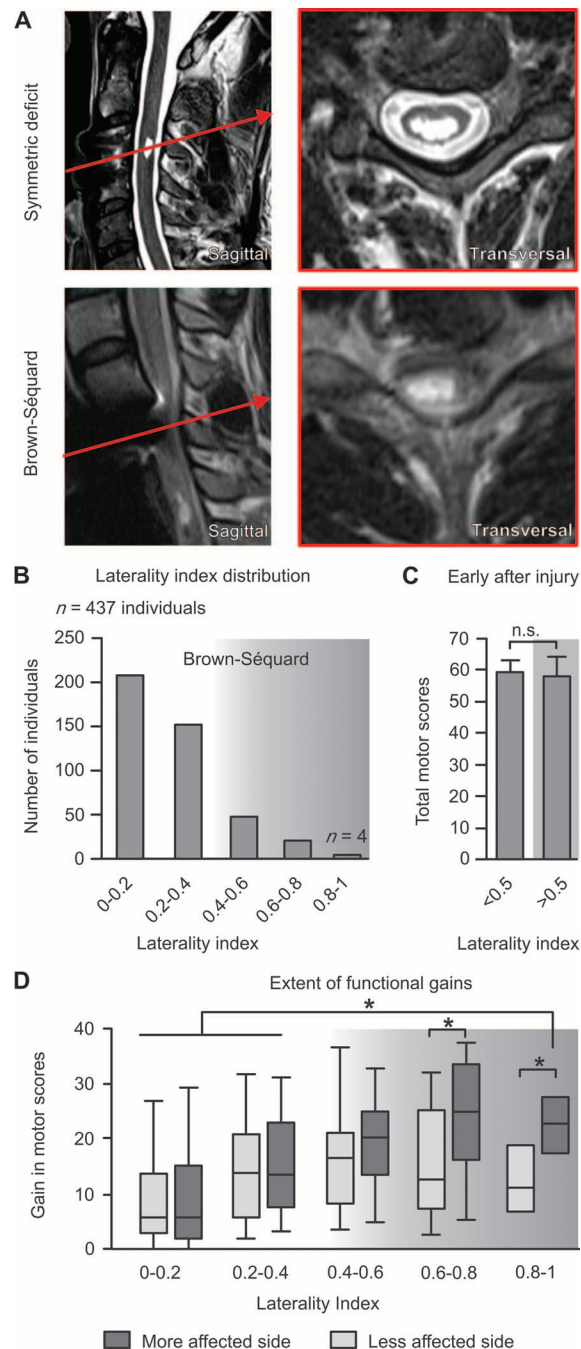 A
Symmetric deficit
Sagittal
Transversal
Brown-Séquard
Sagittal
Transversal
B
Laterality index distribution
n = 437 individuals
Number of individuals
250
200
150
100
50
0
Brown-Séquard
n = 4
0-0.2
0.2-0.4
0.4-0.6
0.6-0.8
0.8-1
Laterality index
C
Early after injury
Total motor scores
70
60
50
40
30
20
10
0
n.s.
<0.5
>0.5
Laterality index
D
Extent of functional gains
Gain in motor scores
40
30
20
10
0
*
*
*
0-0.2
0.2-0.4
0.4-0.6
0.6-0.8
0.8-1
Laterality Index
More affected side
Less affected side